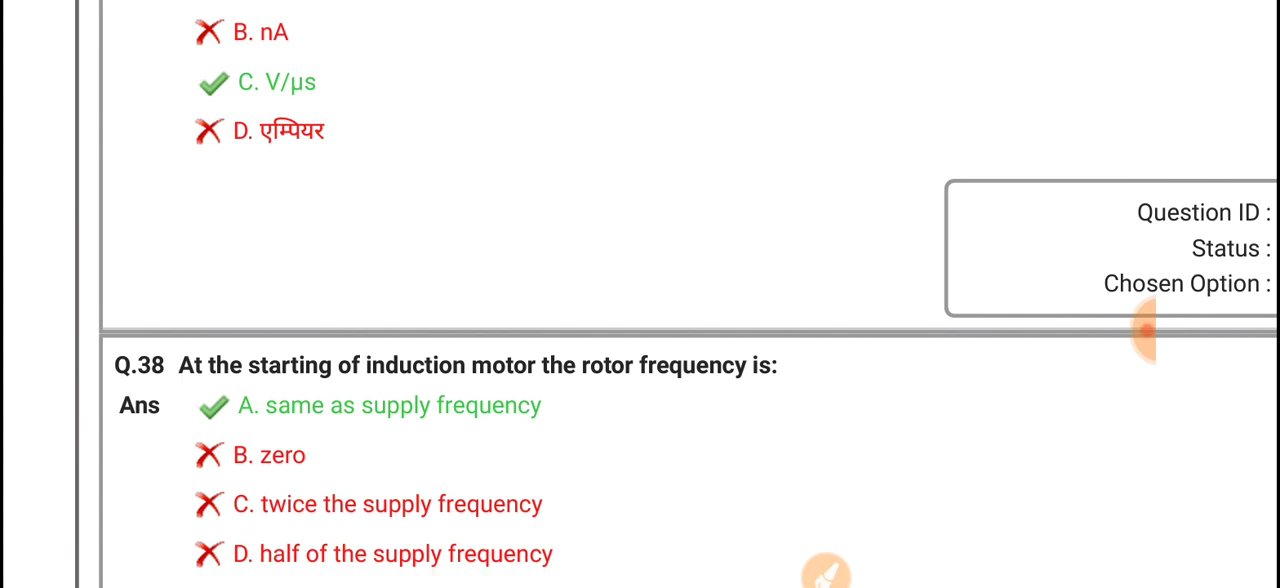 B. nA
C. V/µs
D. एम्पियर
Question ID :
Status :
Chosen Option :
Q.38 At the starting of induction motor the rotor frequency is:
Ans A. same as supply frequency
B. zero
C. twice the supply frequency
D. half of the supply frequency